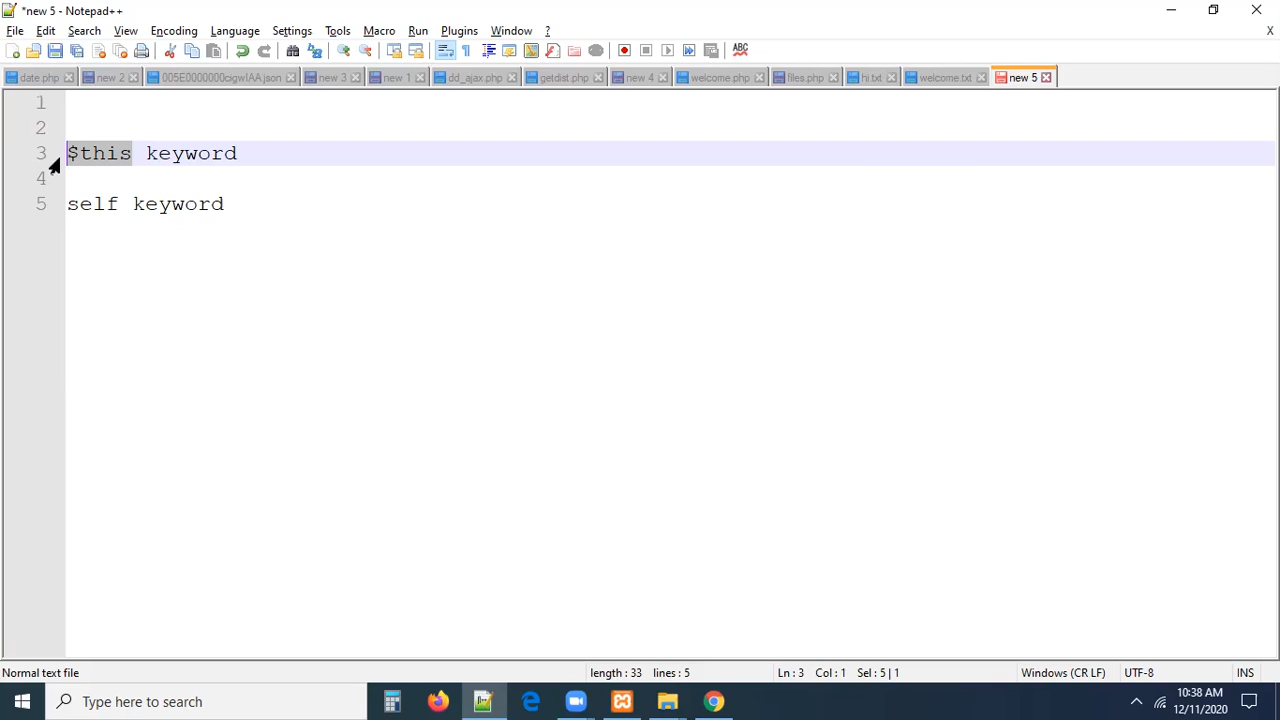 *new 5 - Notepad++
File Edit Search View Encoding Language Settings Tools Macro Run Plugins Window ? X
date.php new 2 005E0000000cigwIAA.json new 3 new 1 dd_ajax.php getdist.php new 4 welcome.php files.php hi.txt welcome.txt new 5
1
2
3 $this keyword
4
5 self keyword
Normal text file length : 33 lines : 5 Ln : 3 Col : 1 Sel : 5 | 1 Windows (CR LF) UTF-8 INS
Type here to search
10:38 AM
12/11/2020